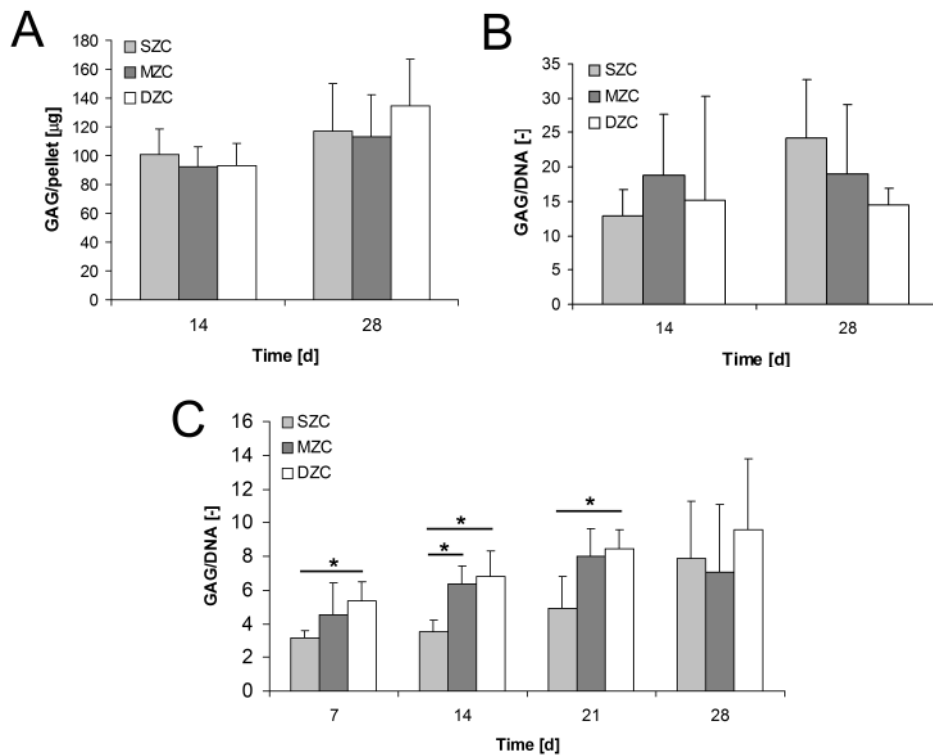 A
GAG/pellet [µg]
180
160
140
120
100
80
60
40
20
0
SZC
MZC
DZC
14 28
Time [d]
B
GAG/DNA [-]
35
30
25
20
15
10
5
0
SZC
MZC
DZC
14 28
Time [d]
C
GAG/DNA [-]
16
14
12
10
8
6
4
2
0
SZC
MZC
DZC
*
*
*
*
7 14 21 28
Time [d]